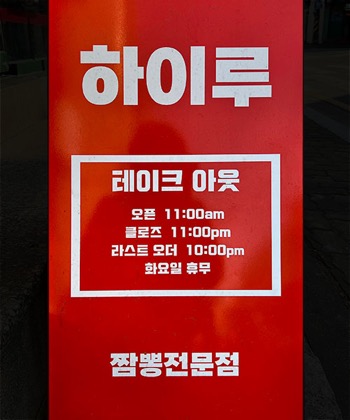 하이루
테이크 아웃
오픈 11:00am
클로즈 11:00pm
라스트 오더 10:00pm
화요일 휴무
짬뽕전문점